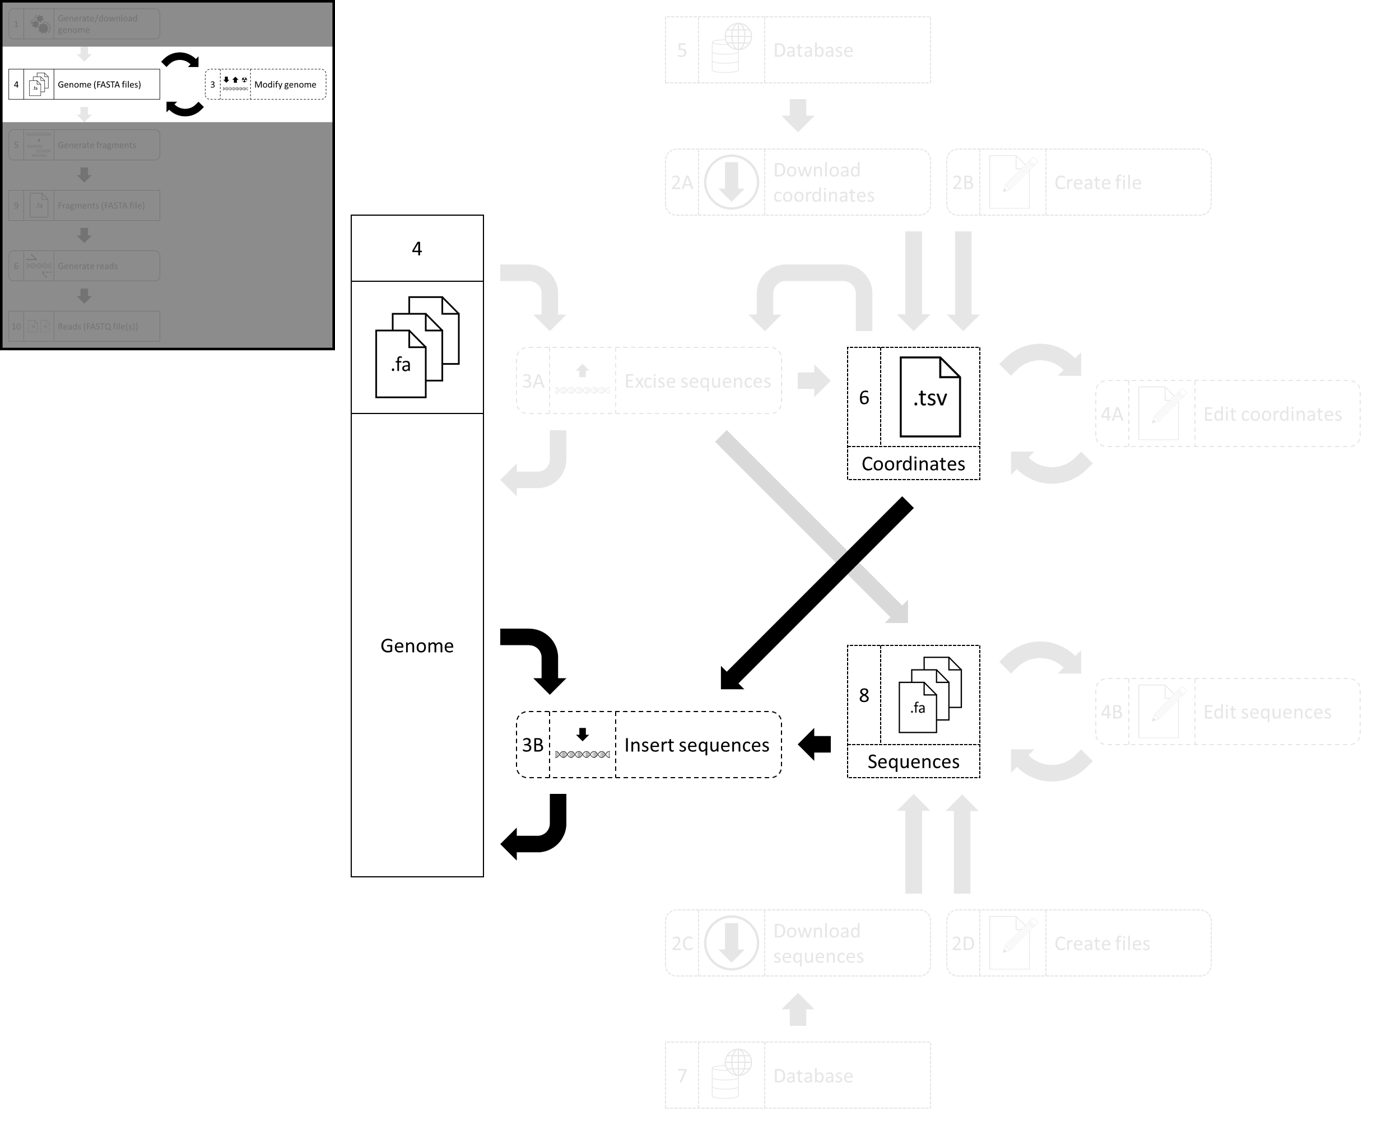 1 Generate/download
genome
4 .fa Genome (FASTA files)
3 Modify genome
5 Generate fragments
9 .fa Fragments (FASTA file)
6 Generate reads
10 Reads (FASTQ file(s))
5 Database
2A Download
coordinates
2B Create file
4
.fa
Genome
3A Excise sequences
6 .tsv
Coordinates
4A Edit coordinates
3B Insert sequences
8 .fa
Sequences
4B Edit sequences
2C Download
sequences
2D Create files
7 Database